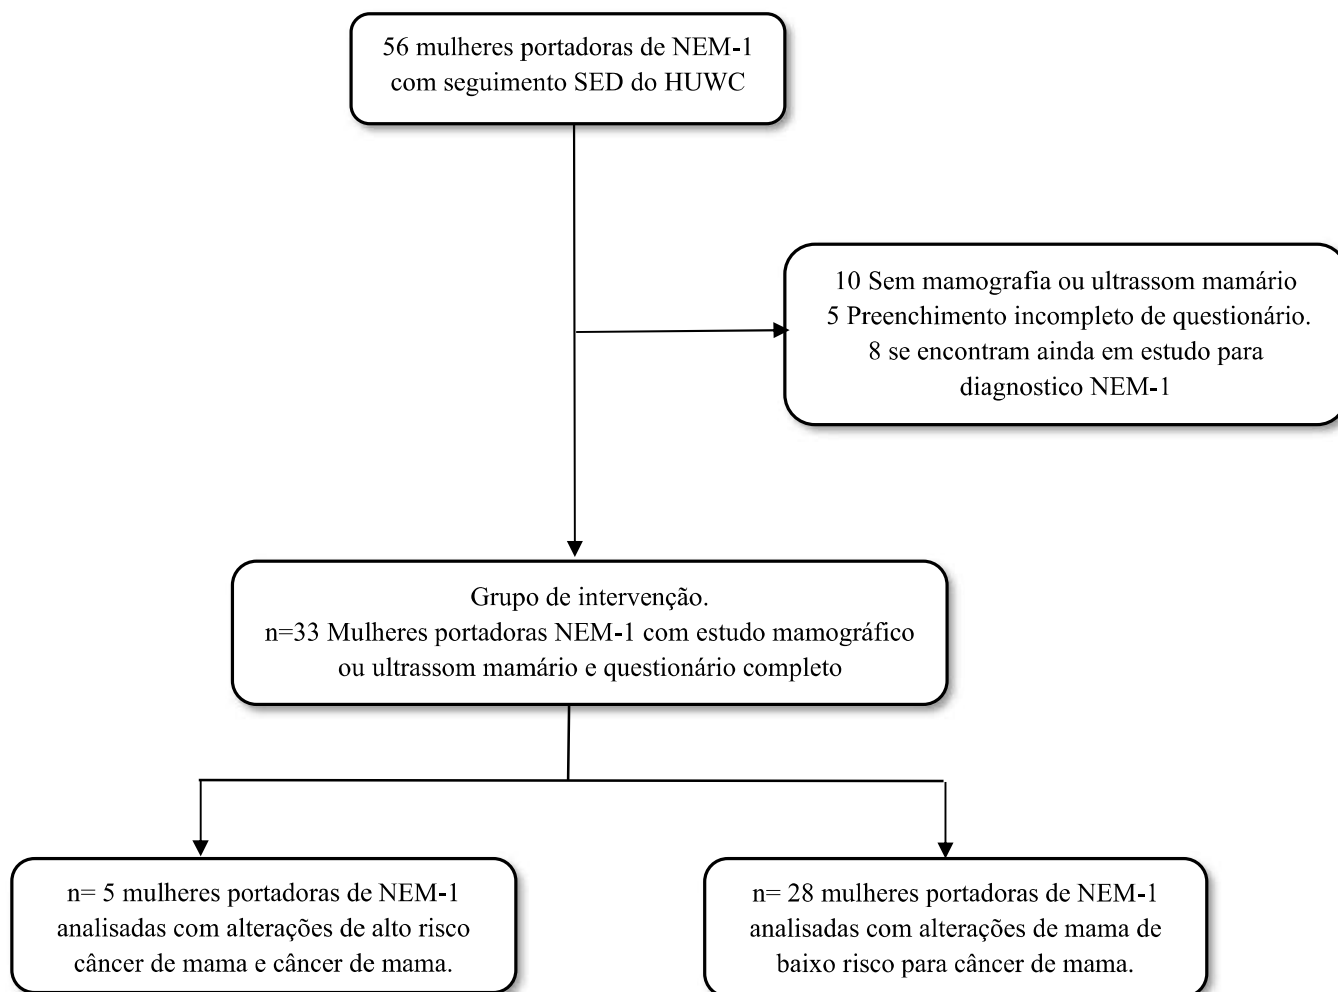 56 mulheres portadoras de NEM-1
com seguimento SED do HUWC
10 Sem mamografia ou ultrassom mamário
5 Preenchimento incompleto de questionário.
8 se encontram ainda em estudo para
diagnostico NEM-1
Grupo de intervenção.
n=33 Mulheres portadoras NEM-1 com estudo mamográfico
ou ultrassom mamário e questionário completo
n= 5 mulheres portadoras de NEM-1
analisadas com alterações de alto risco
câncer de mama e câncer de mama.
n= 28 mulheres portadoras de NEM-1
analisadas com alterações de mama de
baixo risco para câncer de mama.